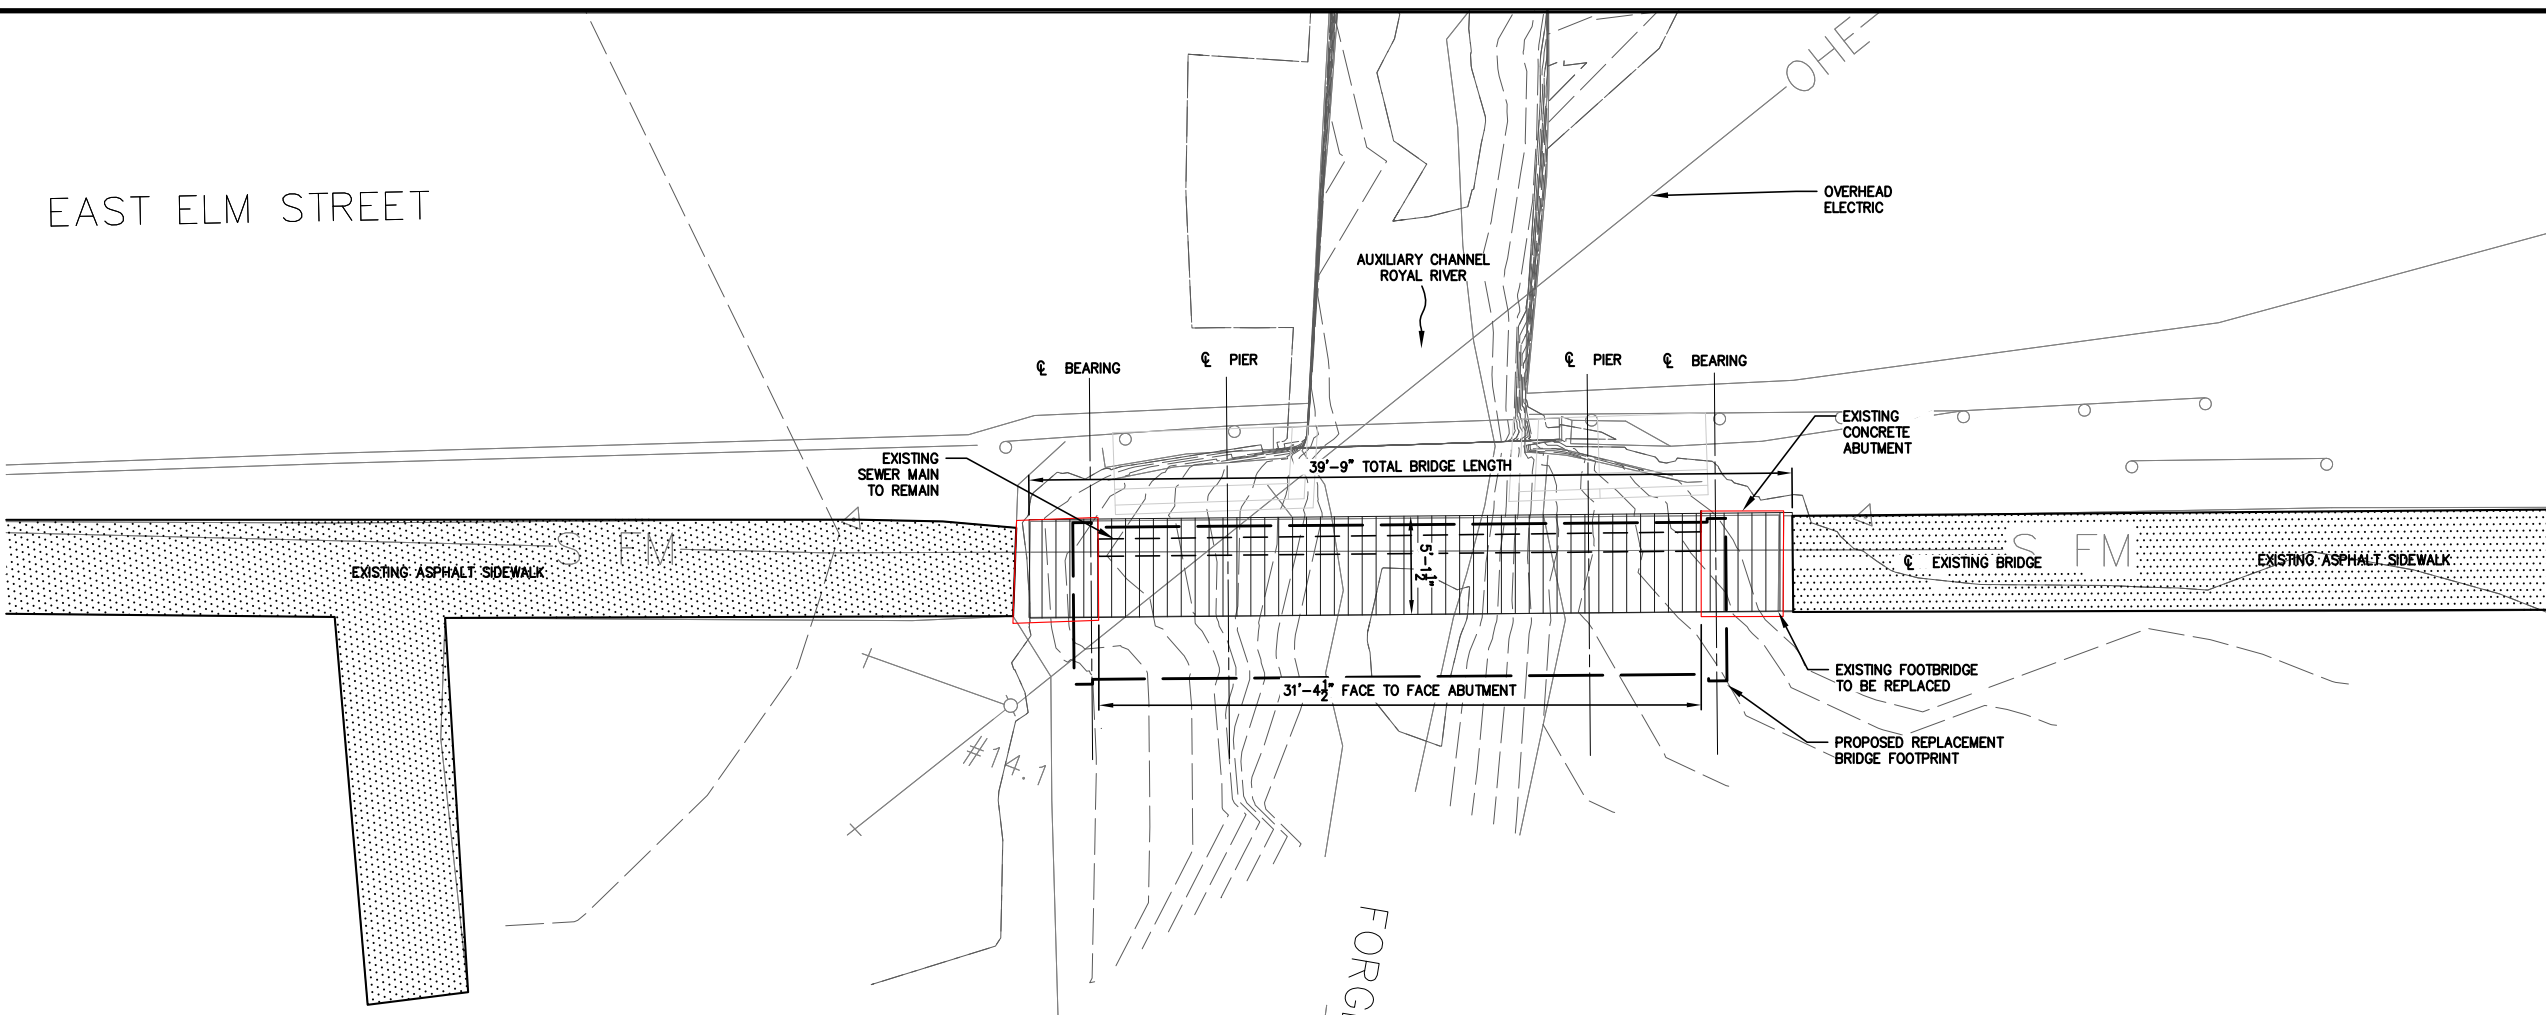 OHE
EAST ELM STREET
OVERHEAD
ELECTRIC
AUXILIARY CHANNEL
ROYAL RIVER
℄ BEARING
℄ PIER
℄ PIER
℄ BEARING
EXISTING
CONCRETE
ABUTMENT
EXISTING
SEWER MAIN
TO REMAIN
39'-9" TOTAL BRIDGE LENGTH
S FM
EXISTING ASPHALT SIDEWALK
5'-1½"
S FM
℄ EXISTING BRIDGE
EXISTING ASPHALT SIDEWALK
EXISTING FOOTBRIDGE
TO BE REPLACED
31'-4½" FACE TO FACE ABUTMENT
#14.1
PROPOSED REPLACEMENT
BRIDGE FOOTPRINT